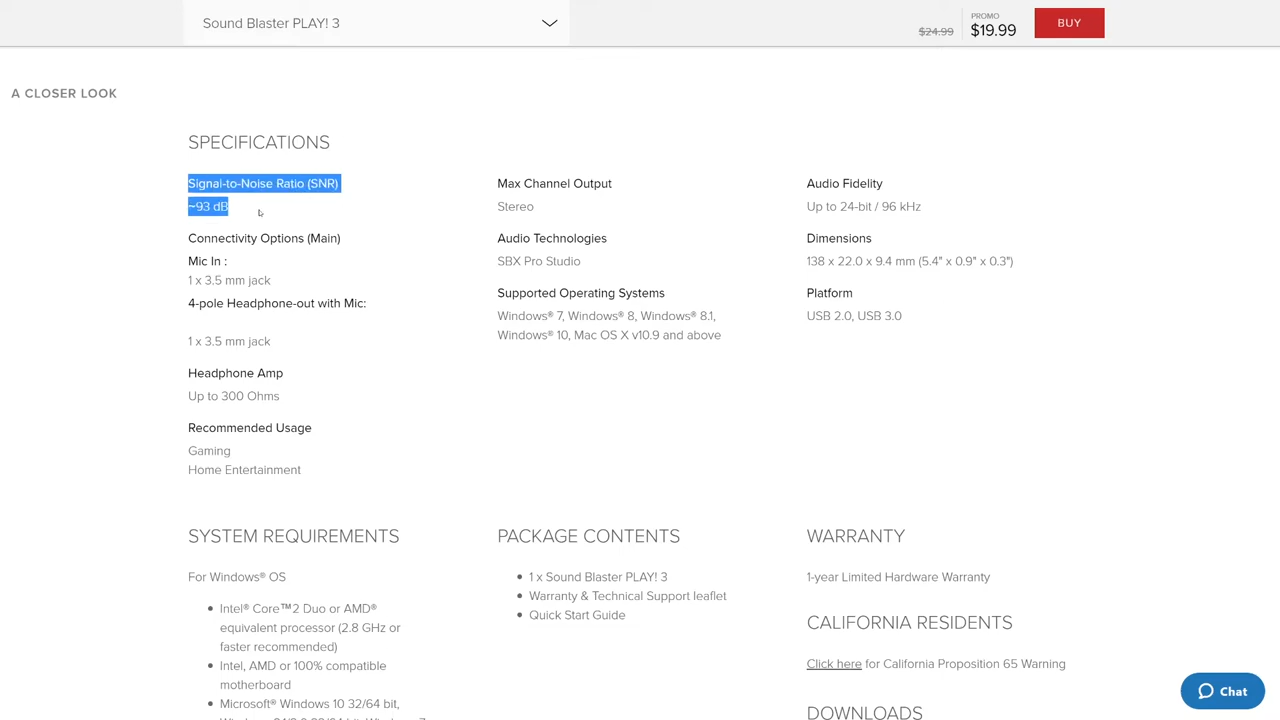 Sound Blaster PLAY! 3
$24.99
PROMO
$19.99
BUY
A CLOSER LOOK
SPECIFICATIONS
Signal-to-Noise Ratio (SNR)
~93 dB
Connectivity Options (Main)
Mic In :
1 x 3.5 mm jack
4-pole Headphone-out with Mic:
1 x 3.5 mm jack
Headphone Amp
Up to 300 Ohms
Recommended Usage
Gaming
Home Entertainment
Max Channel Output
Stereo
Audio Technologies
SBX Pro Studio
Supported Operating Systems
Windows® 7, Windows® 8, Windows® 8.1,
Windows® 10, Mac OS X v10.9 and above
Audio Fidelity
Up to 24-bit / 96 kHz
Dimensions
138 x 22.0 x 9.4 mm (5.4" x 0.9" x 0.3")
Platform
USB 2.0, USB 3.0
SYSTEM REQUIREMENTS
For Windows® OS
Intel® Core™2 Duo or AMD®
equivalent processor (2.8 GHz or
faster recommended)
Intel, AMD or 100% compatible
motherboard
Microsoft® Windows 10 32/64 bit,
PACKAGE CONTENTS
1 x Sound Blaster PLAY! 3
Warranty & Technical Support leaflet
Quick Start Guide
WARRANTY
1-year Limited Hardware Warranty
CALIFORNIA RESIDENTS
Click here for California Proposition 65 Warning
DOWNLOADS
Chat